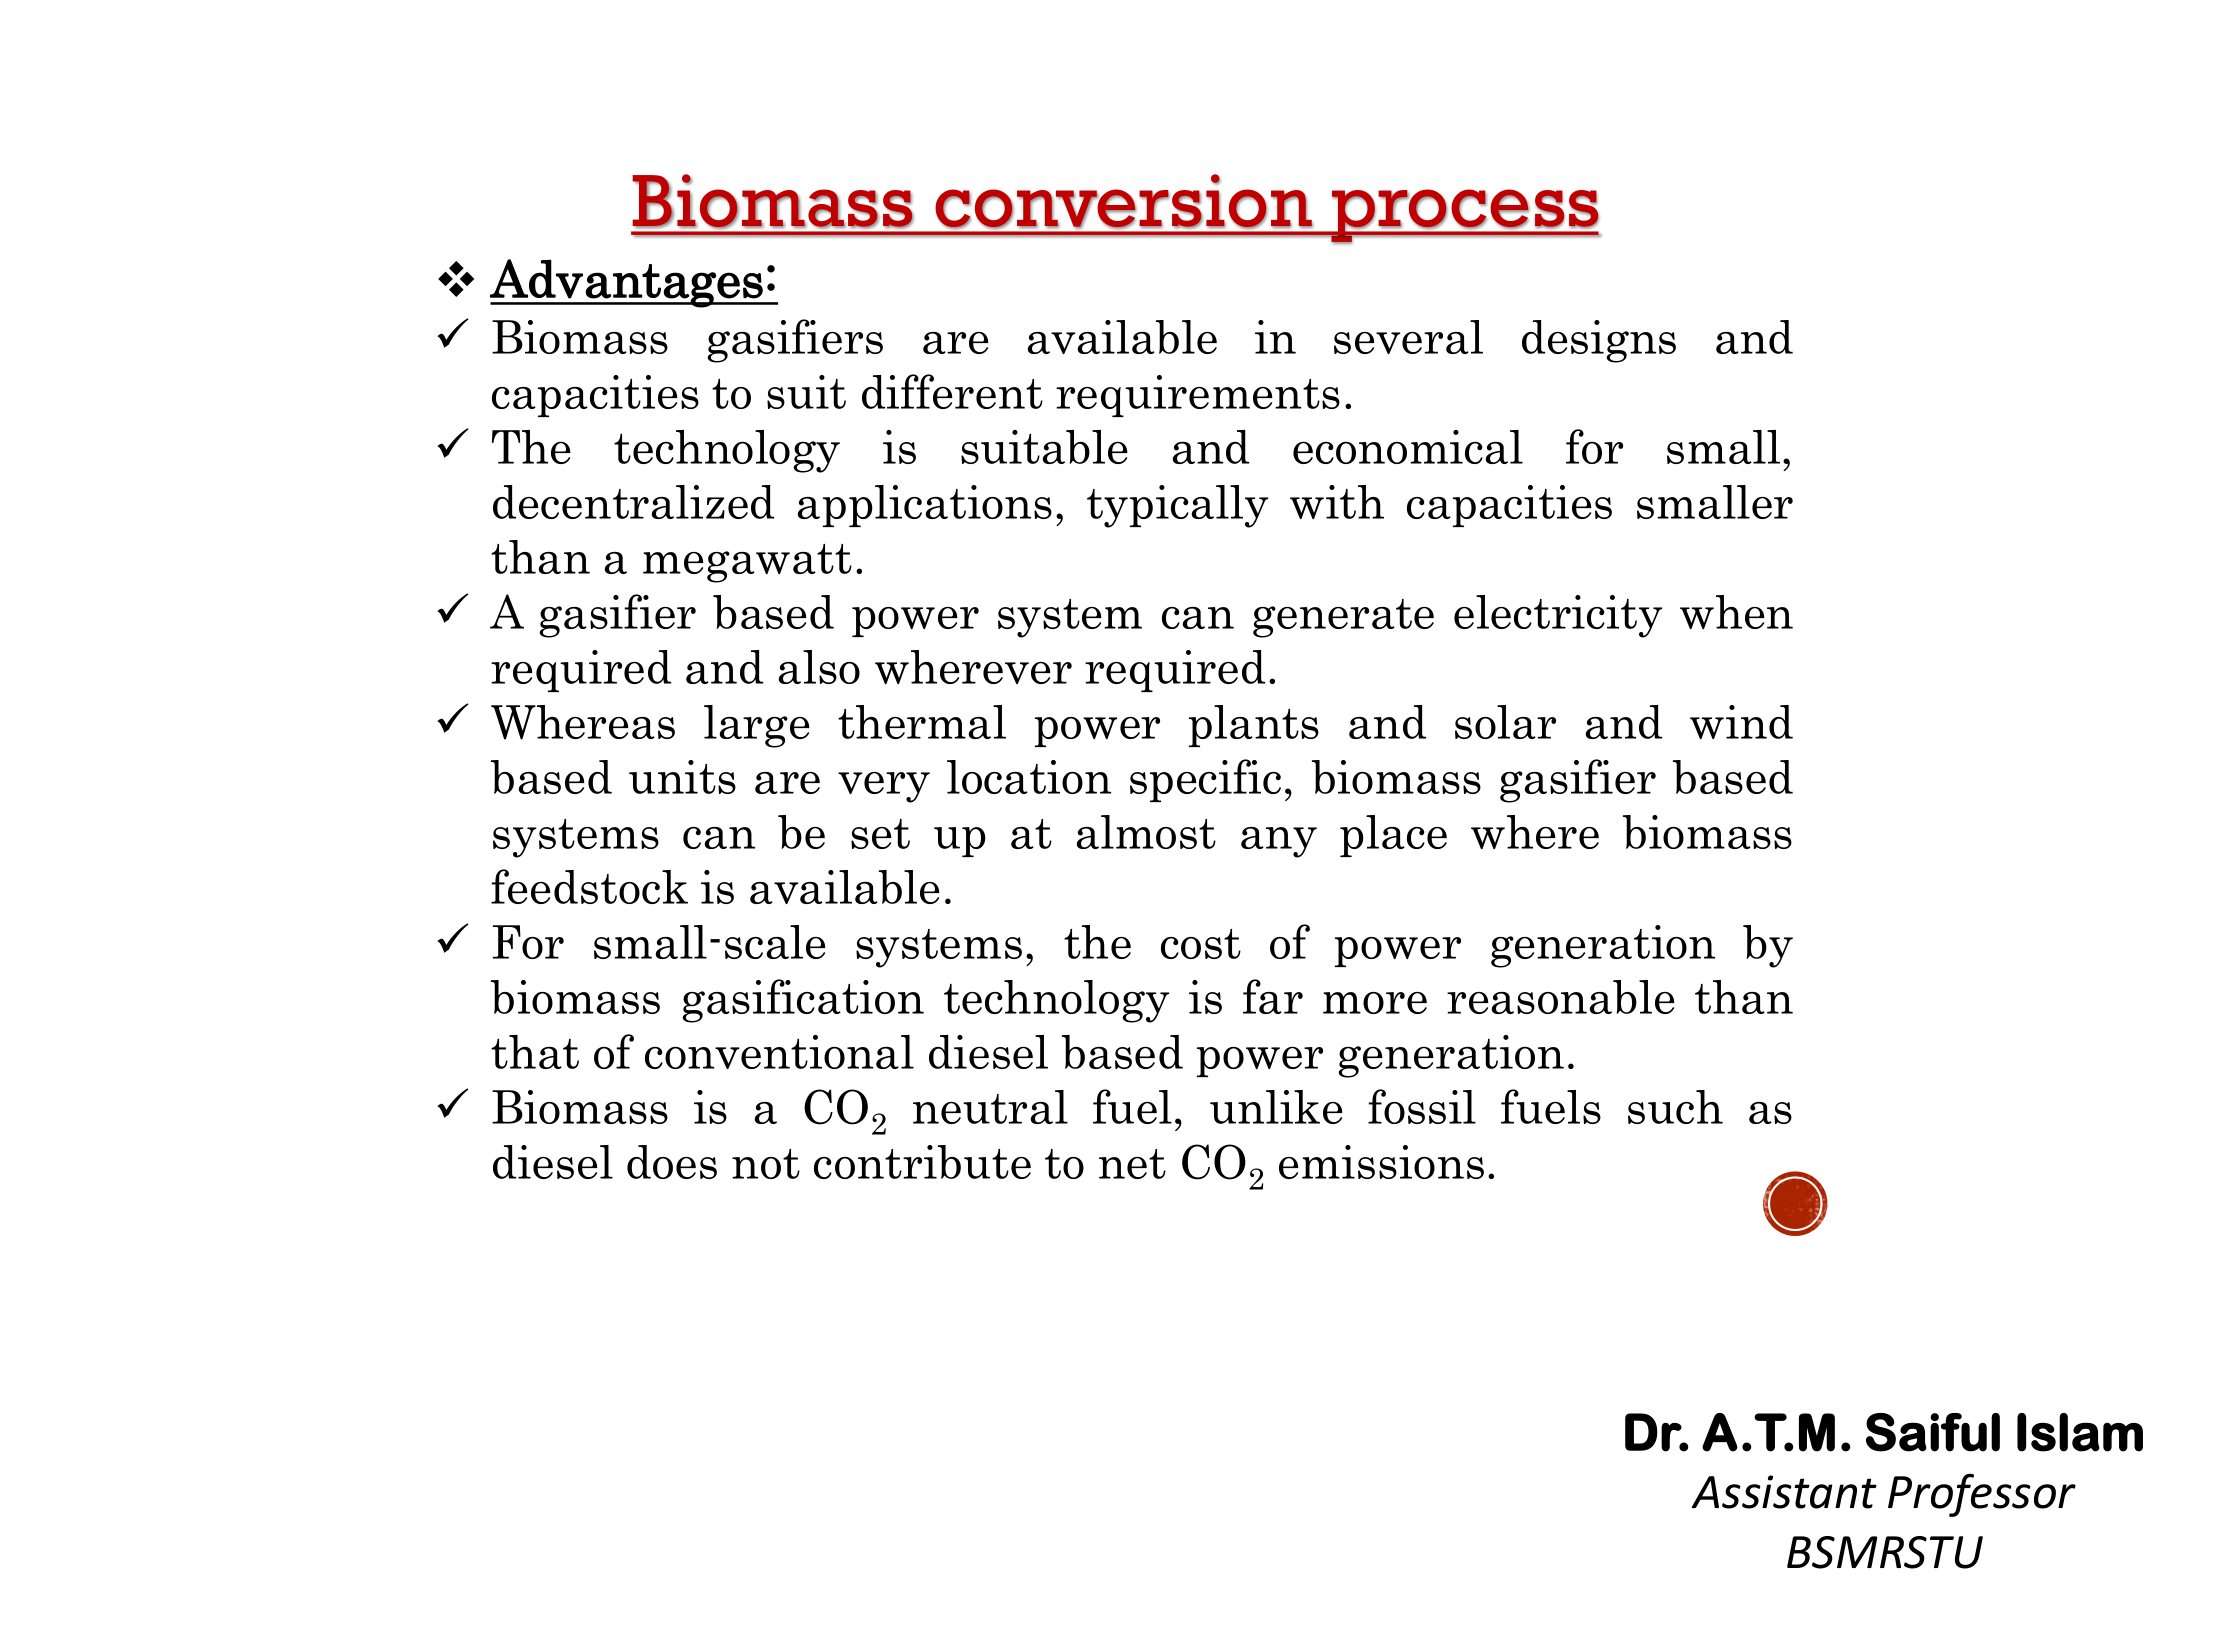 Biomass conversion process
❖ Advantages:
✓ Biomass gasifiers are available in several designs and
capacities to suit different requirements.
✓ The technology is suitable and economical for small,
decentralized applications, typically with capacities smaller
than a megawatt.
✓ A gasifier based power system can generate electricity when
required and also wherever required.
✓ Whereas large thermal power plants and solar and wind
based units are very location specific, biomass gasifier based
systems can be set up at almost any place where biomass
feedstock is available.
✓ For small-scale systems, the cost of power generation by
biomass gasification technology is far more reasonable than
that of conventional diesel based power generation.
✓ Biomass is a CO₂ neutral fuel, unlike fossil fuels such as
diesel does not contribute to net CO₂ emissions.
Dr. A.T.M. Saiful Islam
Assistant Professor
BSMRSTU